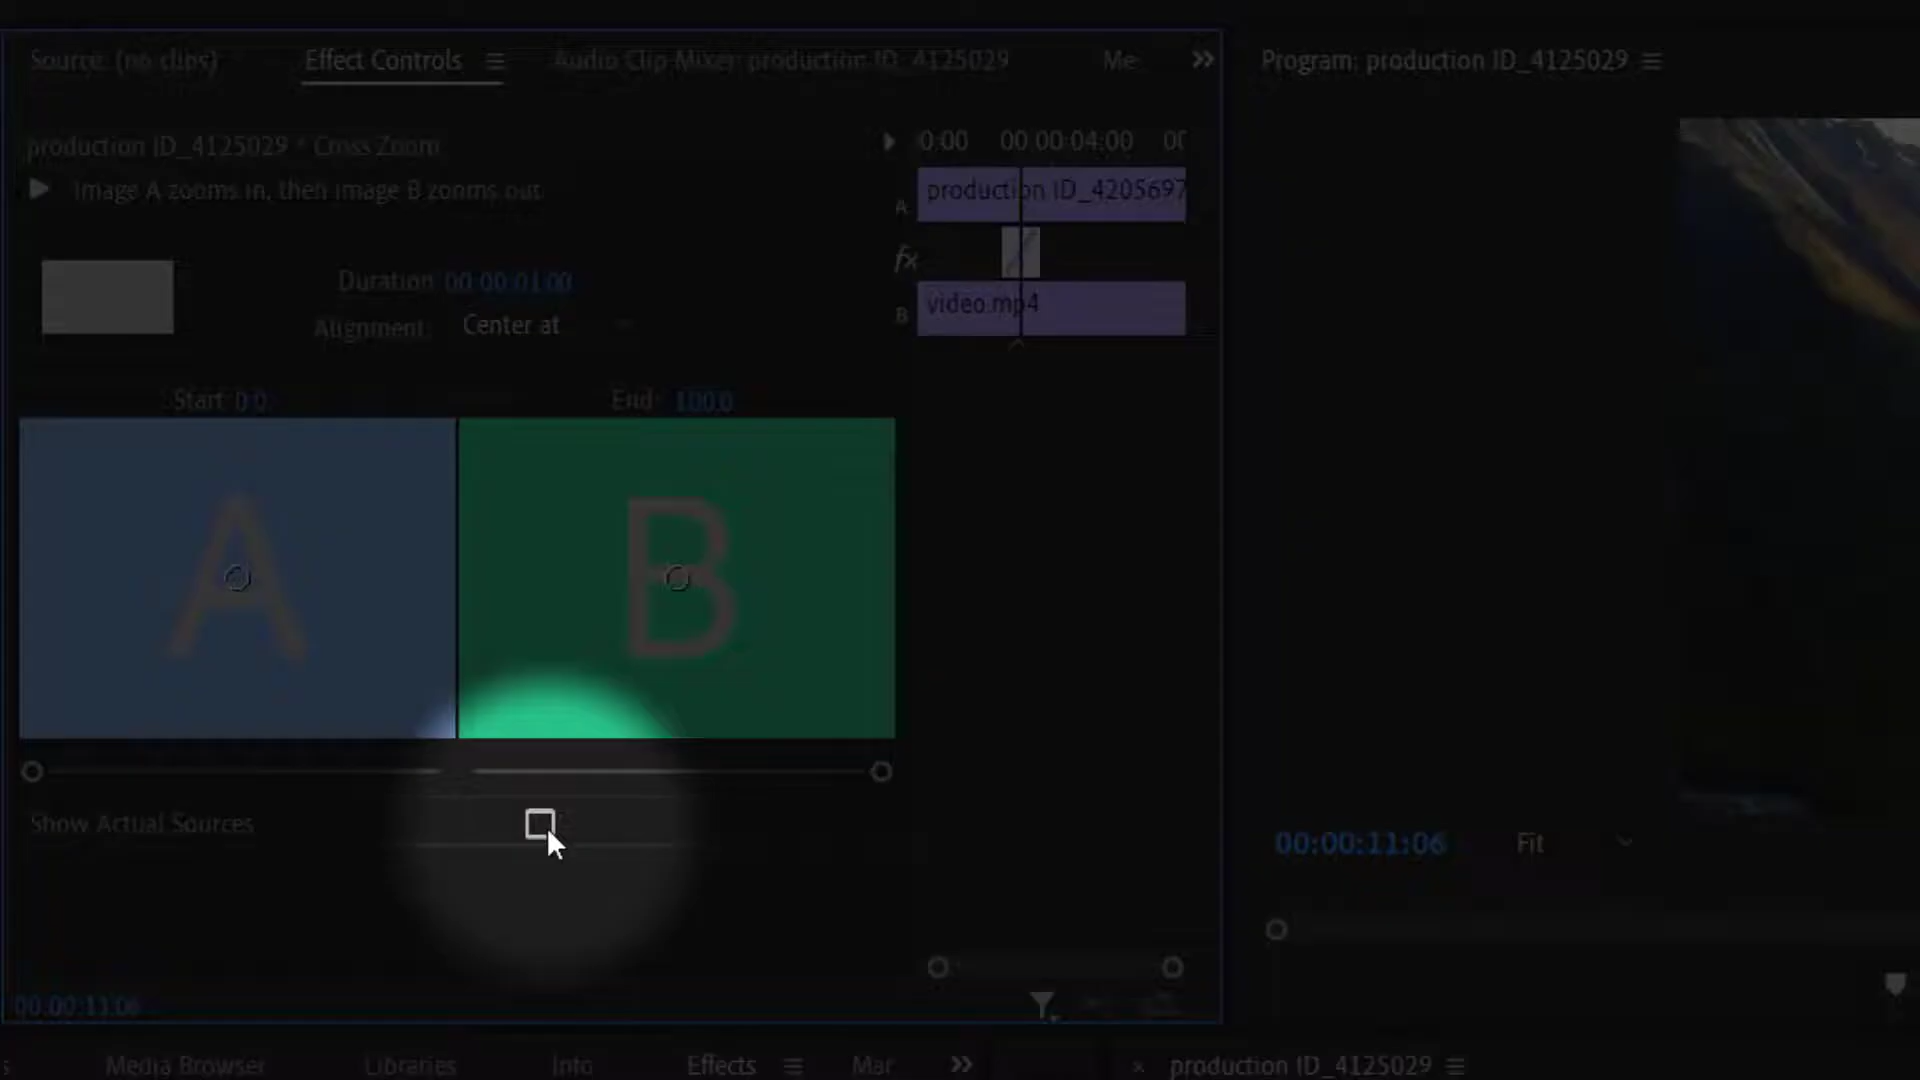 Source: (no clips)
Effect Controls
Audio Clip Mixer: production ID_4125029
Me
Program: production ID_4125029
production ID_4125029 * Cross Zoom
Image A zooms in, then image B zooms out.
0:00
00:00:04:00
00
A
production ID_4205697
fx
B
video.mp4
Duration 00:00:01:00
Alignment: Center at
Start: 0.0
End: 100.0
A
B
Show Actual Sources
00:00:11:06
Fit
00:00:11:06
s
Media Browser
Libraries
Info
Effects
Mar
× production ID_4125029